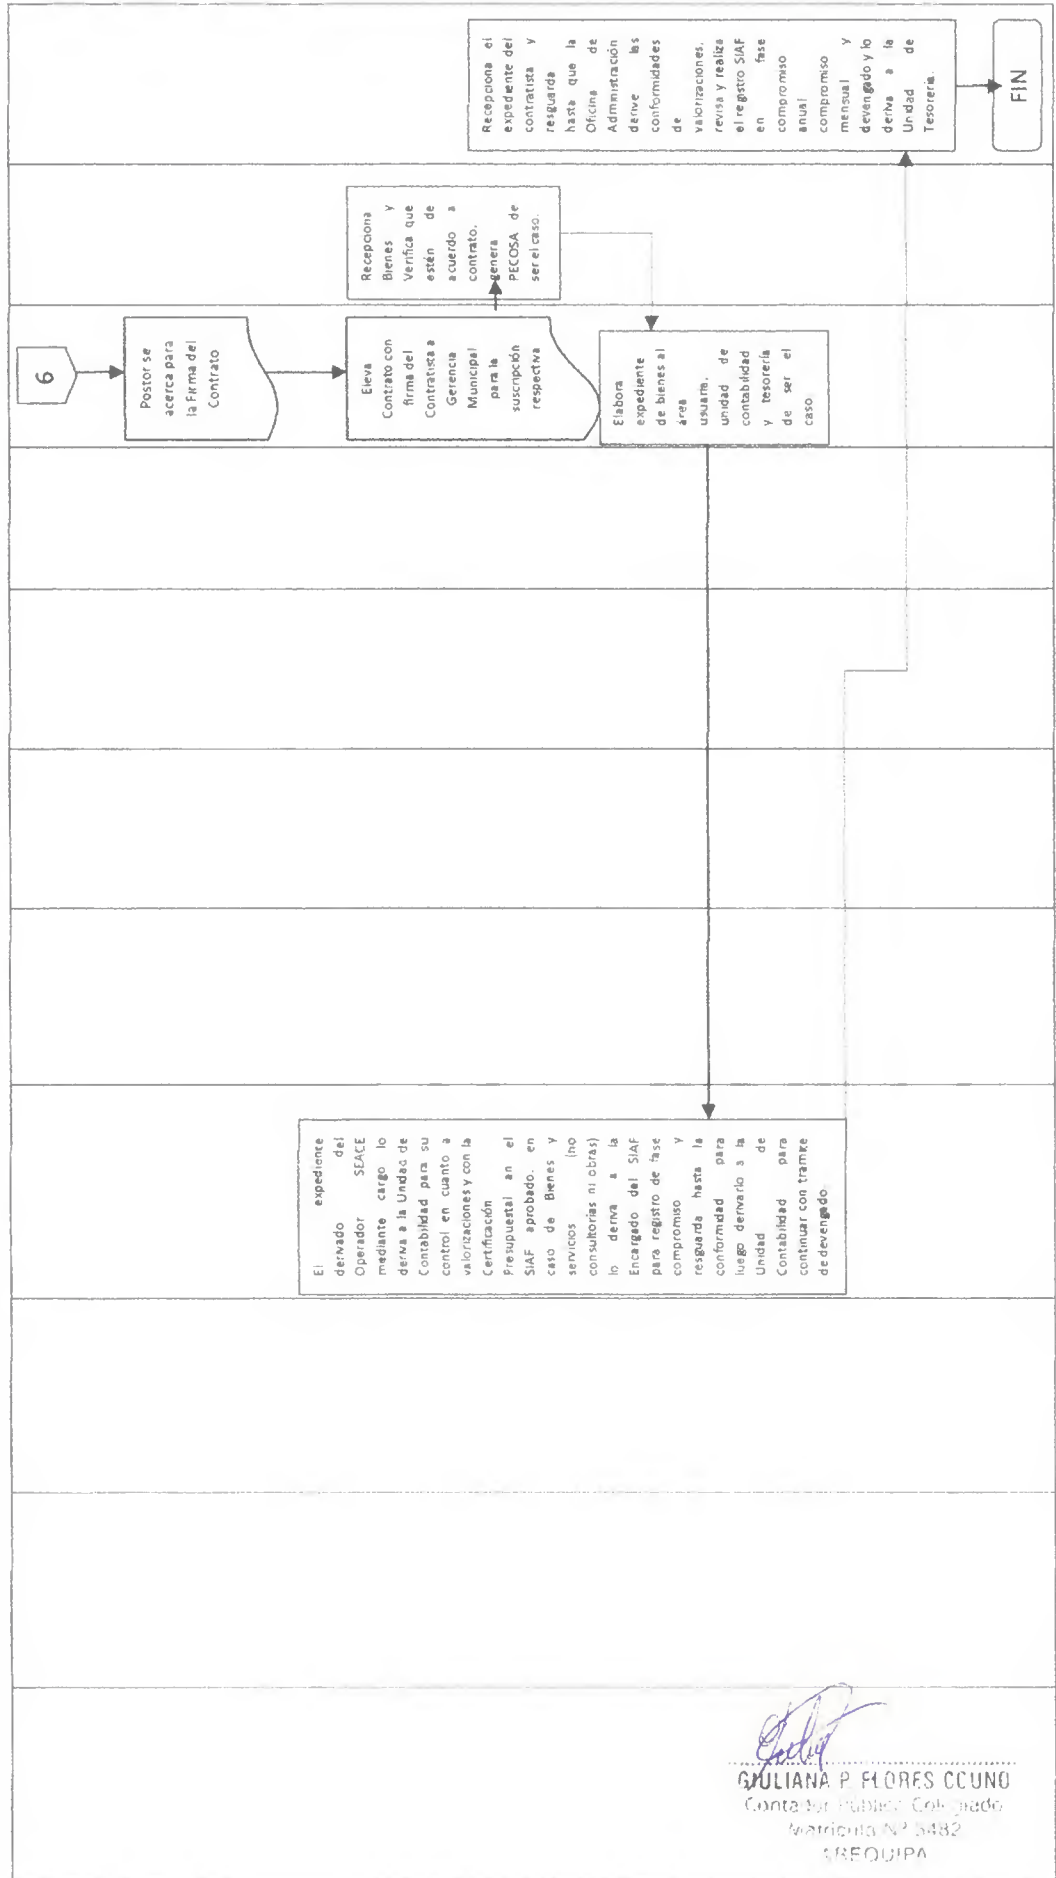 6
Postor se
acerca para
la Firma del
Contrato
Eleva
Contrato con
firma del
Contratista a
Gerencia
Municipal
para la
suscripción
respectiva
Recepciona
Bienes y
Verifica que
estén de
acuerdo a
contrato.
genera
PECOSA de
ser el caso.
Elabora
expediente
de bienes al
área
usuaria,
unidad de
contabilidad
y tesorería
de ser el
caso
El expediente
derivado del
Operador SEACE
mediante cargo lo
deriva a la Unidad de
Contabilidad para su
control en cuanto a
valorizaciones y con la
Certificación
Presupuestal an el
SIAF aprobado. en
caso de Bienes y
servicios (no
consultorias ni obras)
lo deriva a la
Encargado del SIAF
para registro de fase
compromiso y
resguarda hasta la
conformidad para
luego derivarlo a la
Unidad de
Contabilidad para
continuar con tramite
de devengado
Recepciona el
expediente del
contratista y
resguarda
hasta que la
Oficina de
Administración
derive las
conformidades
de
valorizaciones,
revisa y realiza
el registro SIAF
en fase
compromiso
anual
compromiso
mensual y
devengado y lo
deriva a la
Unidad de
Tesoreria.
FIN
GIULIANA P. FLORES CCUNO
Contador Público Colegiado
Matricula Nº 5482
AREQUIPA